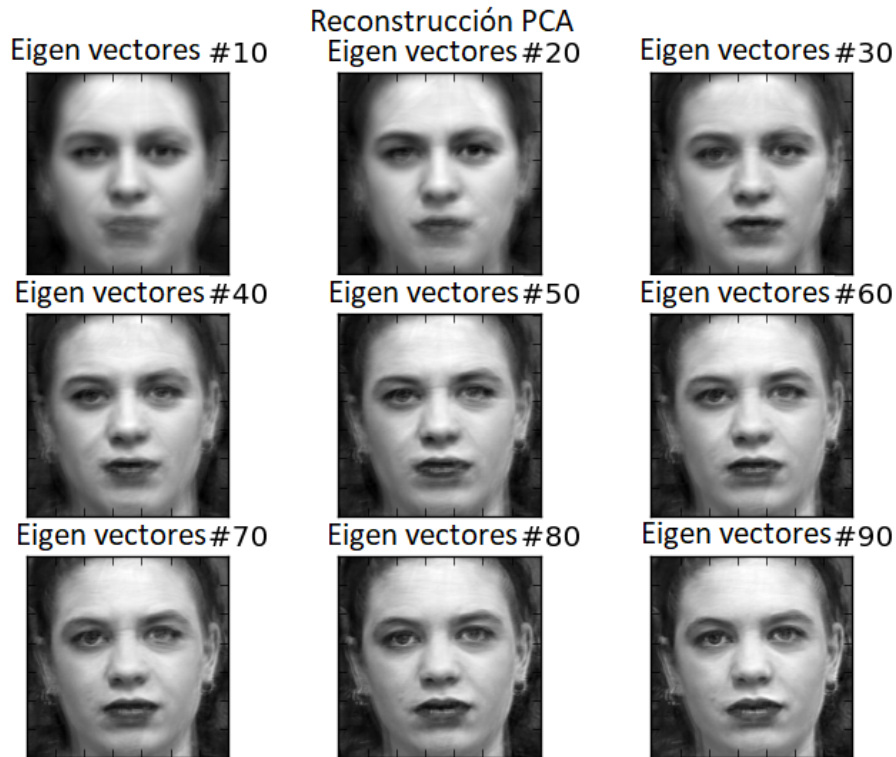 Reconstrucción PCA
Eigen vectores #10
Eigen vectores #20
Eigen vectores #30
Eigen vectores #40
Eigen vectores #50
Eigen vectores #60
Eigen vectores #70
Eigen vectores #80
Eigen vectores #90